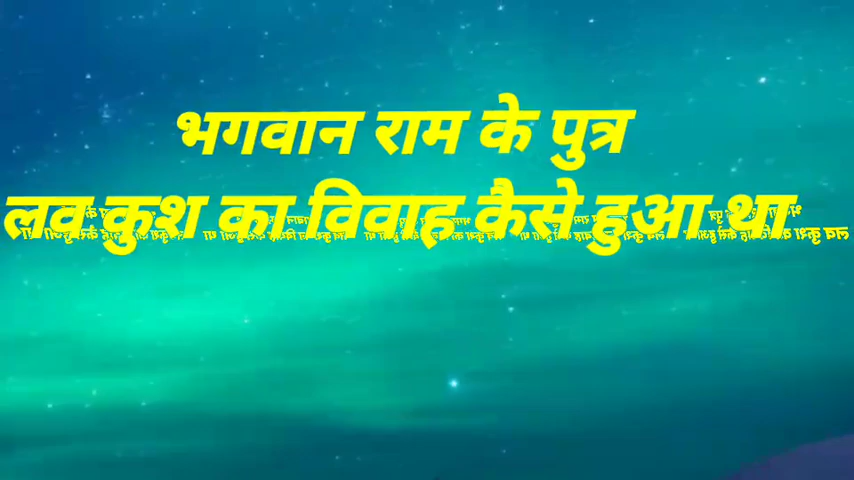 भगवान राम के पुत्र
लव कुश का विवाह कैसे हुआ था